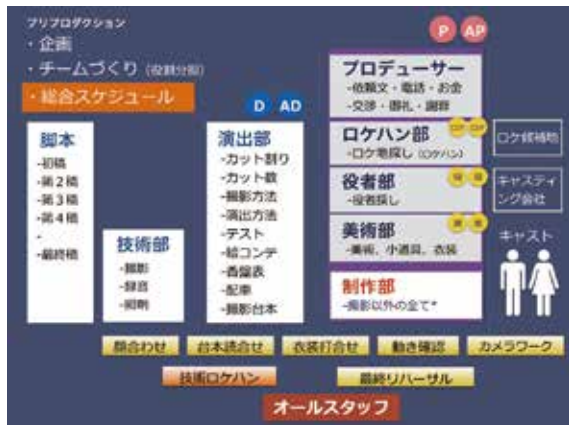 プリプロダクション
・企画
・チームづくり（役割分担）
・総合スケジュール
P AP
D AD
脚本
-初稿
-第2稿
-第3稿
-第4稿
-
-最終稿
技術部
-撮影
-録音
-照明
演出部
-カット割り
-カット数
-撮影方法
-演出方法
-テスト
-絵コンテ
-香盤表
-配車
-撮影台本
プロデューサー
-依頼文・電話・お金
-交渉・御礼・謝罪
ロケハン部
-ロケ地探し（ロケハン）
役者部
-役者探し
美術部
-美術、小道具、衣装
制作部
-撮影以外の全て*
ロケ候補地
キャスティ
ング会社
キャスト
顔合わせ
台本読合せ
衣装打合せ
動き確認
カメラワーク
技術ロケハン
最終リハーサル
オールスタッフ